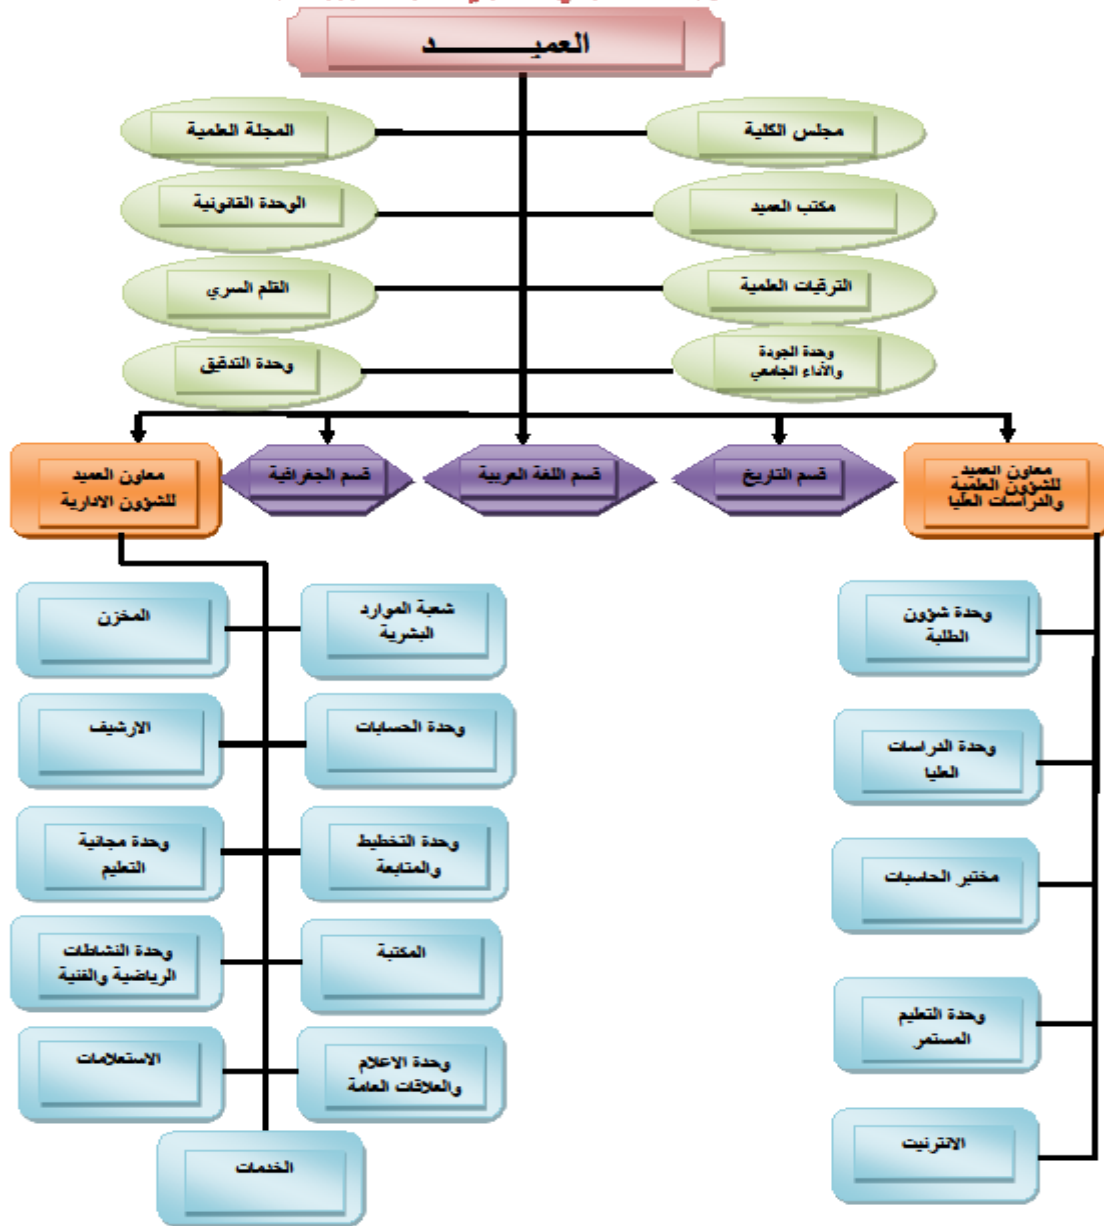 العميـــــــــد
مجلس الكلية
المجلة العلمية
مكتب العميد
الوحدة القانونية
الترقيات العلمية
القلم السري
وحدة الجودة
والأداء الجامعي
وحدة التدقيق
معاون العميد
للشؤون العلمية
والدراسات العليا
قسم التاريخ
قسم اللغة العربية
قسم الجغرافية
معاون العميد
للشؤون الادارية
وحدة شؤون
الطلبة
وحدة الدراسات
العليا
مختبر الحاسبات
وحدة التعليم
المستمر
الانترنيت
شعبة الموارد
البشرية
المخزن
وحدة الحسابات
الارشيف
وحدة التخطيط
والمتابعة
وحدة مجانية
التعليم
المكتبة
وحدة النشاطات
الرياضية والفنية
وحدة الاعلام
والعلاقات العامة
الاستعلامات
الخدمات